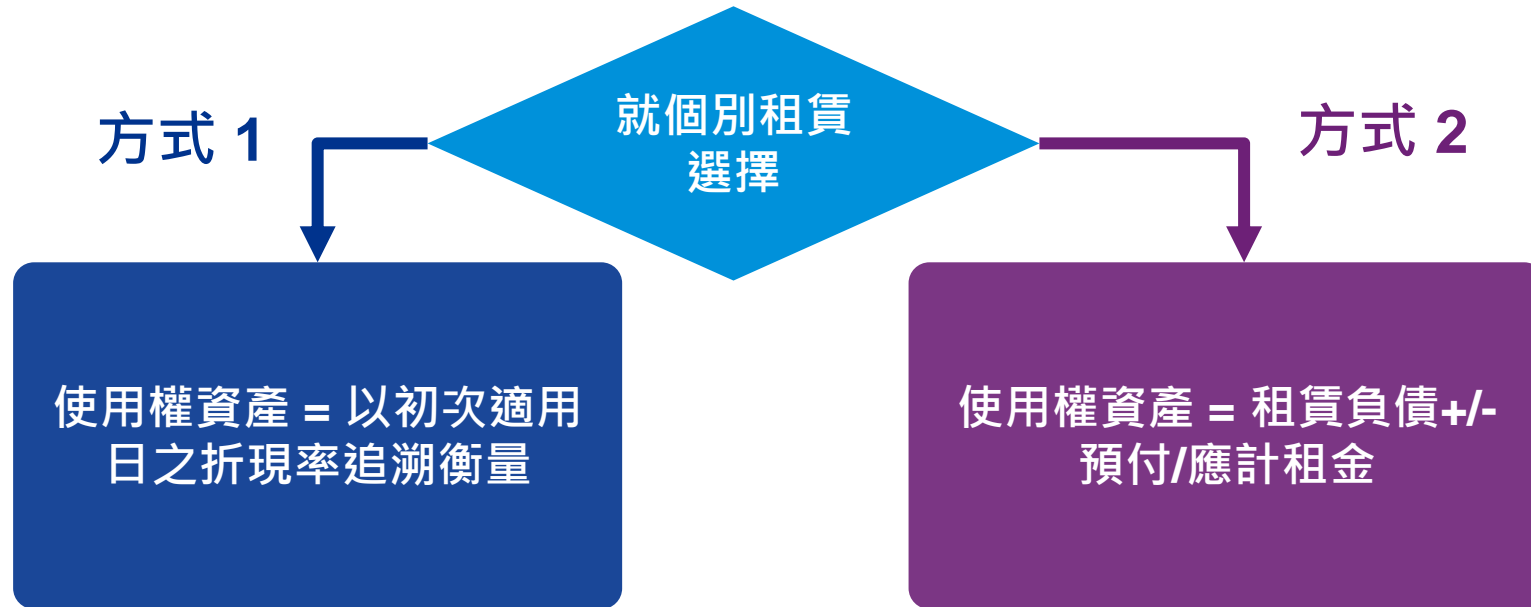 就個別租賃
選擇
方式 1
方式 2
使用權資產 = 以初次適用
日之折現率追溯衡量
使用權資產 = 租賃負債+/-
預付/應計租金